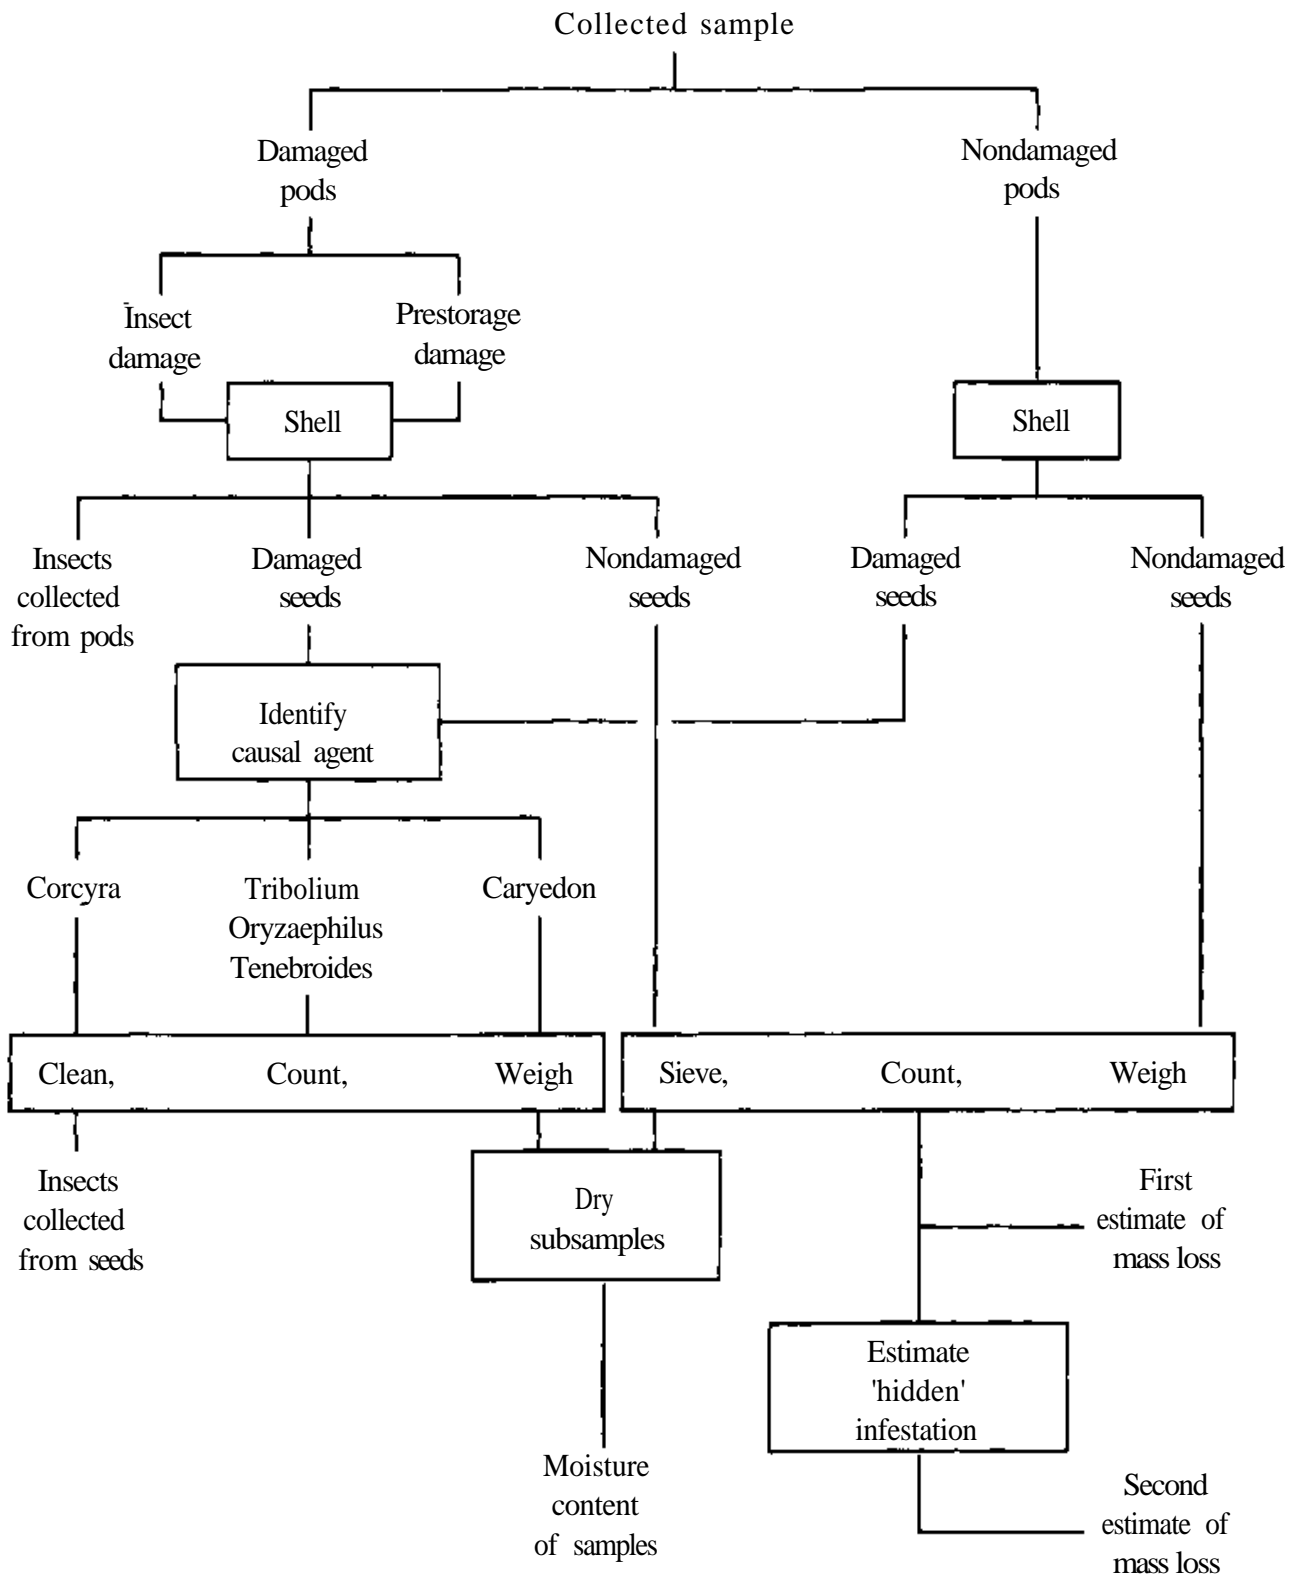 Collected sample
Damaged
pods
Nondamaged
pods
Insect
damage
Prestorage
damage
Shell
Shell
Insects
collected
from pods
Damaged
seeds
Nondamaged
seeds
Damaged
seeds
Nondamaged
seeds
Identify
causal agent
Corcyra
Tribolium
Oryzaephilus
Tenebroides
Caryedon
Clean, Count, Weigh
Sieve, Count, Weigh
Insects
collected
from seeds
Dry
subsamples
First
estimate of
mass loss
Estimate
'hidden'
infestation
Moisture
content
of samples
Second
estimate of
mass loss